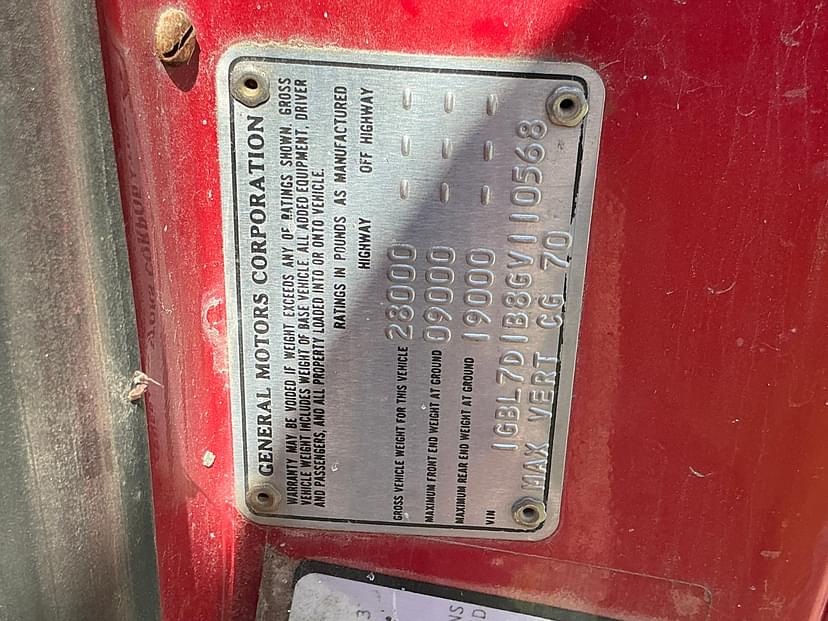 GENERAL MOTORS CORPORATION
WARRANTY MAY BE VOIDED IF WEIGHT EXCEEDS ANY OF RATINGS SHOWN. GROSS
VEHICLE WEIGHT INCLUDES WEIGHT OF BASE VEHICLE, ALL ADDED EQUIPMENT, DRIVER
AND PASSENGERS, AND ALL PROPERTY LOADED INTO OR ONTO VEHICLE.
RATINGS IN POUNDS AS MANUFACTURED
HIGHWAY OFF HIGHWAY
GROSS VEHICLE WEIGHT FOR THIS VEHICLE 28000 - - -
MAXIMUM FRONT END WEIGHT AT GROUND 09000 - - -
MAXIMUM REAR END WEIGHT AT GROUND 19000 - - -
VIN 1GBL7D1B8GV110568
MAX VERT CG 70